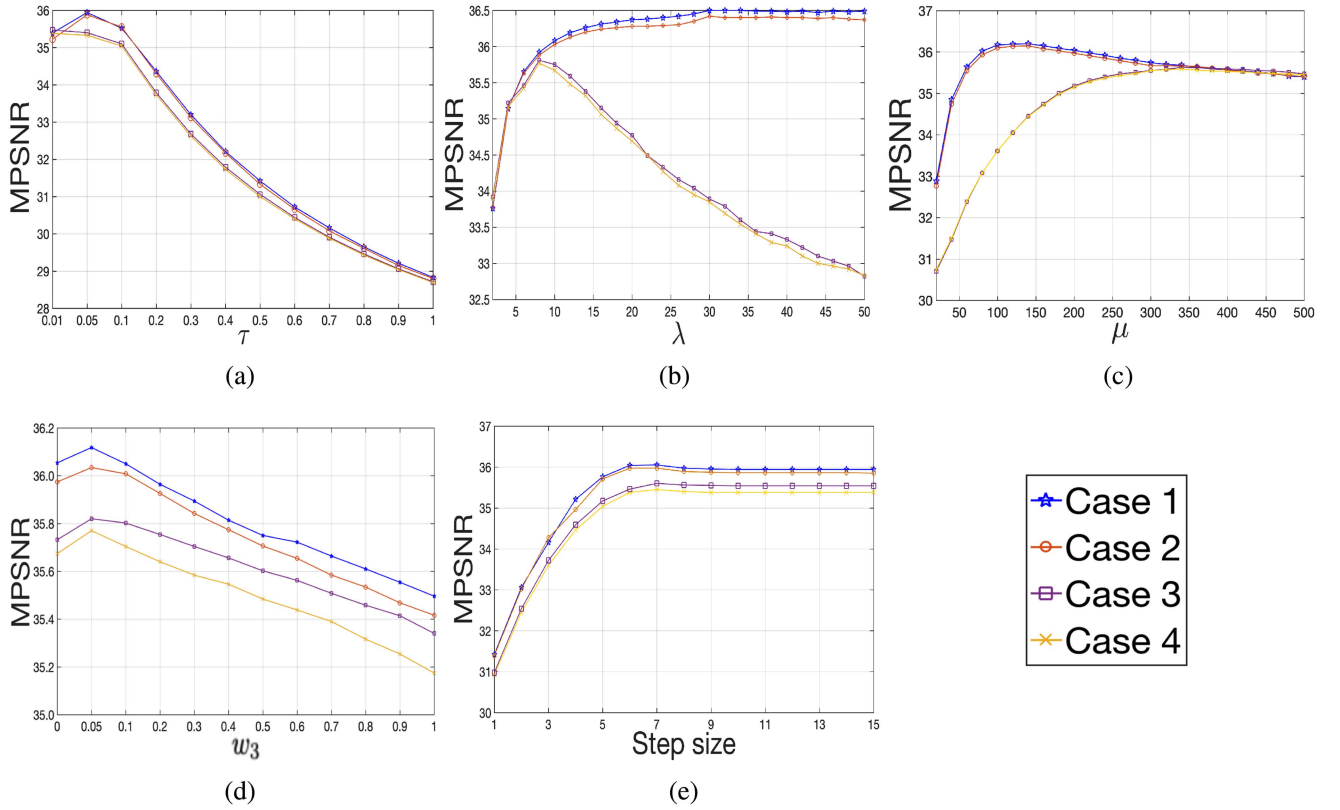 MPSNR
36
35
34
33
32
31
30
29
28
0.01 0.05 0.1 0.2 0.3 0.4 0.5 0.6 0.7 0.8 0.9 1
τ
(a)
MPSNR
36.5
36
35.5
35
34.5
34
33.5
33
32.5
5 10 15 20 25 30 35 40 45 50
λ
(b)
MPSNR
37
36
35
34
33
32
31
30
50 100 150 200 250 300 350 400 450 500
μ
(c)
MPSNR
36.2
36.0
35.8
35.6
35.4
35.2
35.0
0 0.05 0.1 0.2 0.3 0.4 0.5 0.6 0.7 0.8 0.9 1
w₃
(d)
MPSNR
37
36
35
34
33
32
31
30
1 3 5 7 9 11 13 15
Step size
(e)
Case 1
Case 2
Case 3
Case 4